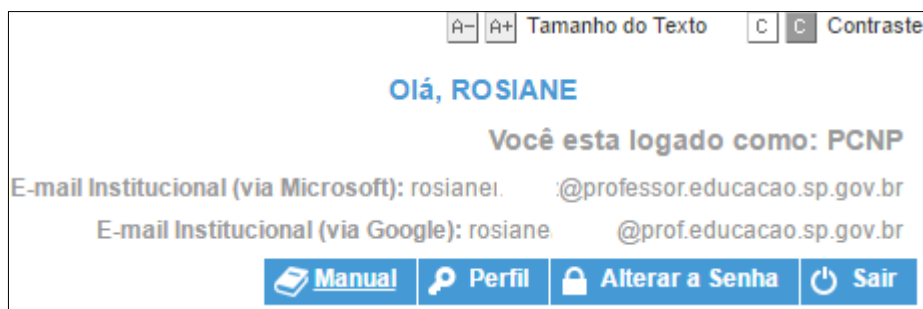 A- A+ Tamanho do Texto C C Contraste
Olá, ROSIANE
Você esta logado como: PCNP
E-mail Institucional (via Microsoft): @professor.educacao.sp.gov.br
E-mail Institucional (via Google): rosiane @prof.educacao.sp.gov.br
Manual Perfil Alterar a Senha Sair